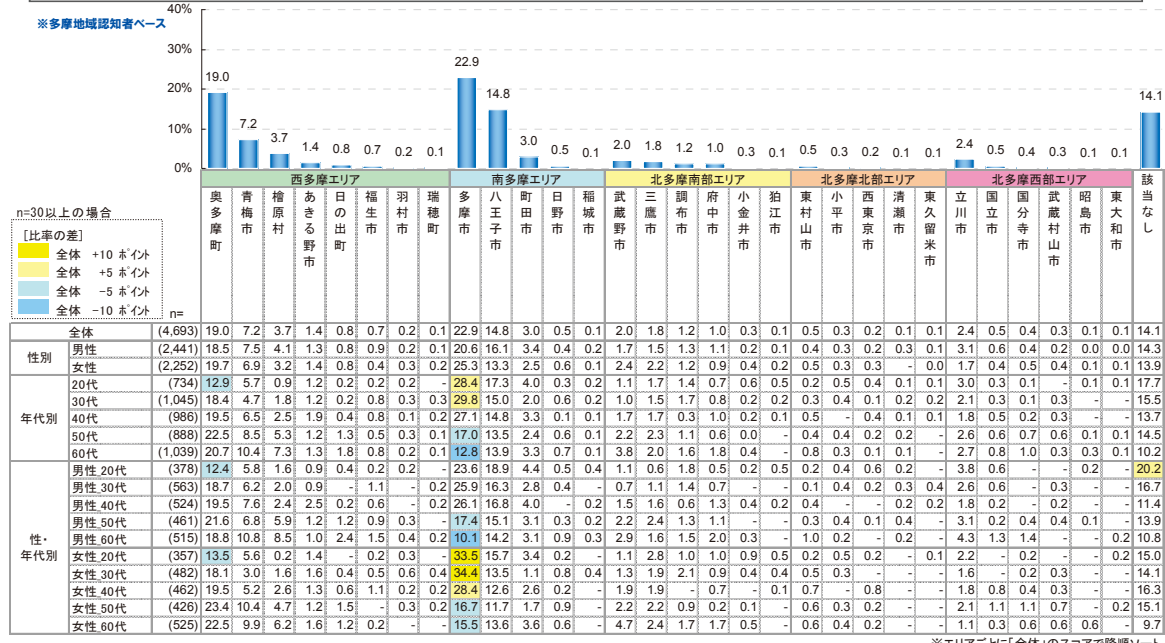 ※多摩地域認知者ベース
40%
30%
20%
10%
0%
19.0 7.2 3.7 1.4 0.8 0.7 0.2 0.1 22.9 14.8 3.0 0.5 0.1 2.0 1.8 1.2 1.0 0.3 0.1 0.5 0.3 0.2 0.1 0.1 2.4 0.5 0.4 0.3 0.1 0.1 14.1
西多摩エリア 南多摩エリア 北多摩南部エリア 北多摩北部エリア 北多摩西部エリア 該当なし
奥多摩町 青梅市 檜原村 あきる野市 日の出町 福生市 羽村市 瑞穂町 多摩市 八王子市 町田市 日野市 稲城市 武蔵野市 三鷹市 調布市 府中市 小金井市 狛江市 東村山市 小平市 西東京市 清瀬市 東久留米市 立川市 国立市 国分寺市 武蔵村山市 昭島市 東大和市
n=30以上の場合
[比率の差]
全体 +10 ポイント
全体 +5 ポイント
全体 -5 ポイント
全体 -10 ポイント
n=
全体 (4,693) 19.0 7.2 3.7 1.4 0.8 0.7 0.2 0.1 22.9 14.8 3.0 0.5 0.1 2.0 1.8 1.2 1.0 0.3 0.1 0.5 0.3 0.2 0.1 0.1 2.4 0.5 0.4 0.3 0.1 0.1 14.1
性別
男性 (2,441) 18.5 7.5 4.1 1.3 0.8 0.9 0.2 0.1 20.6 16.1 3.4 0.4 0.2 1.7 1.5 1.3 1.1 0.2 0.1 0.4 0.3 0.2 0.3 0.1 3.1 0.6 0.4 0.2 0.0 0.0 14.3
女性 (2,252) 19.7 6.9 3.2 1.4 0.8 0.4 0.3 0.2 25.3 13.3 2.5 0.6 0.1 2.4 2.2 1.2 0.9 0.4 0.2 0.5 0.3 0.3 - 0.0 1.7 0.4 0.5 0.4 0.1 0.1 13.9
年代別
20代 (734) 12.9 5.7 0.9 1.2 0.2 0.2 0.2 - 28.4 17.3 4.0 0.3 0.2 1.1 1.7 1.4 0.7 0.6 0.5 0.2 0.5 0.4 0.1 0.1 3.0 0.3 0.1 - 0.1 0.1 17.7
30代 (1,045) 18.4 4.7 1.8 1.2 0.2 0.8 0.3 0.3 29.8 15.0 2.0 0.6 0.2 1.0 1.5 1.7 0.8 0.2 0.2 0.3 0.4 0.1 0.2 0.2 2.1 0.3 0.1 0.3 - - 15.5
40代 (986) 19.5 6.5 2.5 1.9 0.4 0.8 0.1 0.2 27.1 14.8 3.3 0.1 0.1 1.7 1.7 0.3 1.0 0.2 0.1 0.5 - 0.4 0.1 0.1 1.8 0.5 0.2 0.3 - - 13.7
50代 (888) 22.5 8.5 5.3 1.2 1.3 0.5 0.3 0.1 17.0 13.5 2.4 0.6 0.1 2.2 2.3 1.1 0.6 0.0 - 0.4 0.4 0.2 0.2 - 2.6 0.6 0.7 0.6 0.1 0.1 14.5
60代 (1,039) 20.7 10.4 7.3 1.3 1.8 0.8 0.2 0.1 12.8 13.9 3.3 0.7 0.1 3.8 2.0 1.6 1.8 0.4 - 0.8 0.3 0.1 0.1 - 2.7 0.8 1.0 0.3 0.3 0.1 10.2
性・年代別
男性_20代 (378) 12.4 5.8 1.6 0.9 0.4 0.2 0.2 - 23.6 18.9 4.4 0.5 0.4 1.1 0.6 1.8 0.5 0.2 0.5 0.2 0.4 0.6 0.2 - 3.8 0.6 - - 0.2 - 20.2
男性_30代 (563) 18.7 6.2 2.0 0.9 - 1.1 - 0.2 25.9 16.3 2.8 0.4 - 0.7 1.1 1.4 0.7 - - 0.1 0.4 0.2 0.3 0.4 2.6 0.6 - 0.3 - - 16.7
男性_40代 (524) 19.5 7.6 2.4 2.5 0.2 0.6 - 0.2 26.1 16.8 4.0 - 0.2 1.5 1.6 0.6 1.3 0.4 0.2 0.4 - - 0.2 0.2 1.8 0.2 - 0.2 - - 11.4
男性_50代 (461) 21.6 6.8 5.9 1.2 1.2 0.9 0.3 - 17.4 15.1 3.1 0.3 0.2 2.2 2.4 1.3 1.1 - - 0.3 0.4 0.1 0.4 - 3.1 0.2 0.4 0.4 0.1 - 13.9
男性_60代 (515) 18.8 10.8 8.5 1.0 2.4 1.5 0.4 0.2 10.1 14.2 3.1 0.9 0.3 2.9 1.6 1.5 2.0 0.3 - 1.0 0.2 - 0.2 - 4.3 1.3 1.4 - - 0.2 10.8
女性_20代 (357) 13.5 5.6 0.2 1.4 - 0.2 0.3 - 33.5 15.7 3.4 0.2 - 1.1 2.8 1.0 1.0 0.9 0.5 0.2 0.5 0.2 - 0.1 2.2 - 0.2 - - 0.2 15.0
女性_30代 (482) 18.1 3.0 1.6 1.6 0.4 0.5 0.6 0.4 34.4 13.5 1.1 0.8 0.4 1.3 1.9 2.1 0.9 0.4 0.4 0.5 0.3 - - - 1.6 - 0.2 0.3 - - 14.1
女性_40代 (462) 19.5 5.2 2.6 1.3 0.6 1.1 0.2 0.2 28.4 12.6 2.6 0.2 - 1.9 1.9 - 0.7 - 0.1 0.7 - 0.8 - - 1.8 0.8 0.4 0.3 - - 16.3
女性_50代 (426) 23.4 10.4 4.7 1.2 1.5 - 0.3 0.2 16.7 11.7 1.7 0.9 - 2.2 2.2 0.9 0.2 0.1 - 0.6 0.3 0.2 - - 2.1 1.1 1.1 0.7 - 0.2 15.1
女性_60代 (525) 22.5 9.9 6.2 1.6 1.2 0.2 - - 15.5 13.6 3.6 0.6 - 4.7 2.4 1.7 1.7 0.5 - 0.6 0.4 0.2 - - 1.1 0.3 0.6 0.6 0.6 - 9.7